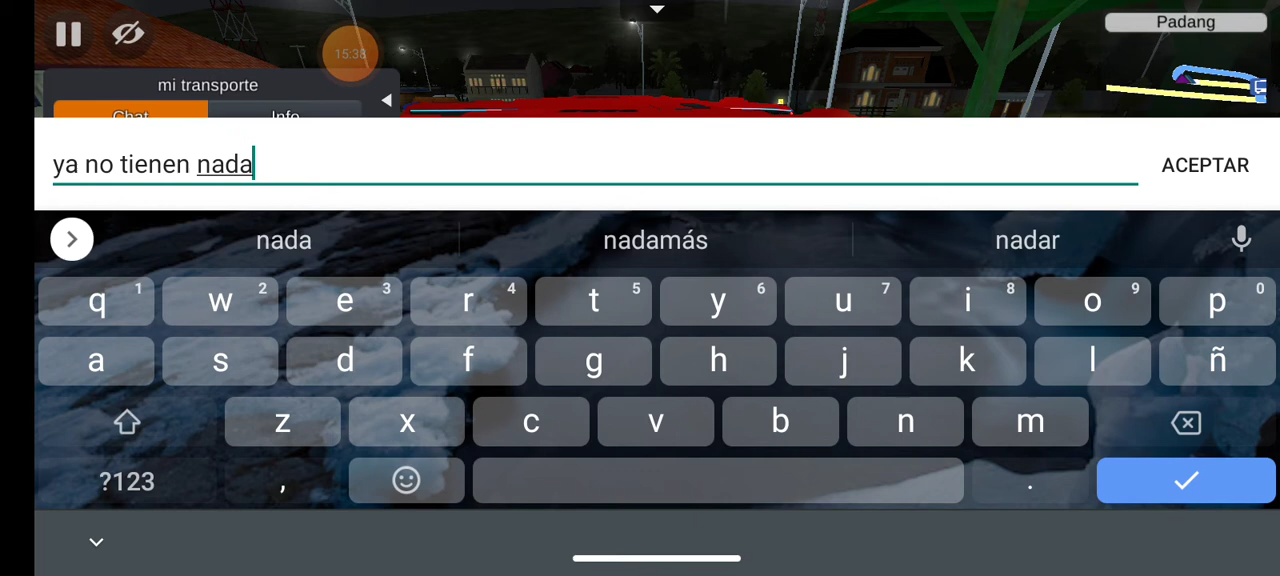 15:38
Padang
mi transporte
Chat Info
ya no tienen nada
ACEPTAR
nada nadamás nadar
q 1 w 2 e 3 r 4 t 5 y 6 u 7 i 8 o 9 p 0
a s d f g h j k l ñ
z x c v b n m
?123 , .